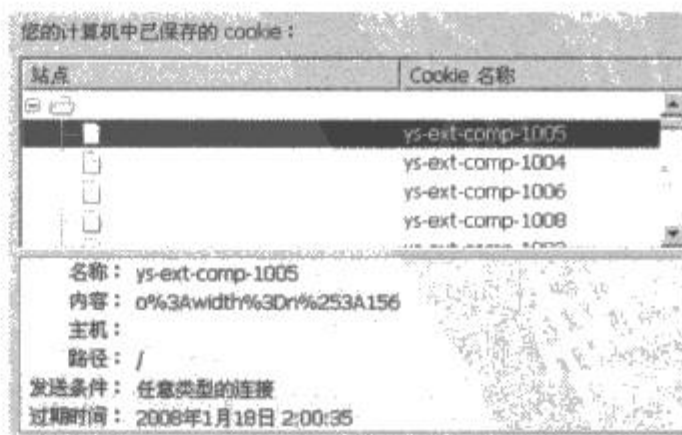 您的计算机中已保存的 cookie：
站点 Cookie 名称
ys-ext-comp-1005
ys-ext-comp-1004
ys-ext-comp-1006
ys-ext-comp-1008
名称： ys-ext-comp-1005
内容： o%3Awidth%3Dn%253A156
主机：
路径： /
发送条件： 任意类型的连接
过期时间： 2008年1月18日 2:00:35